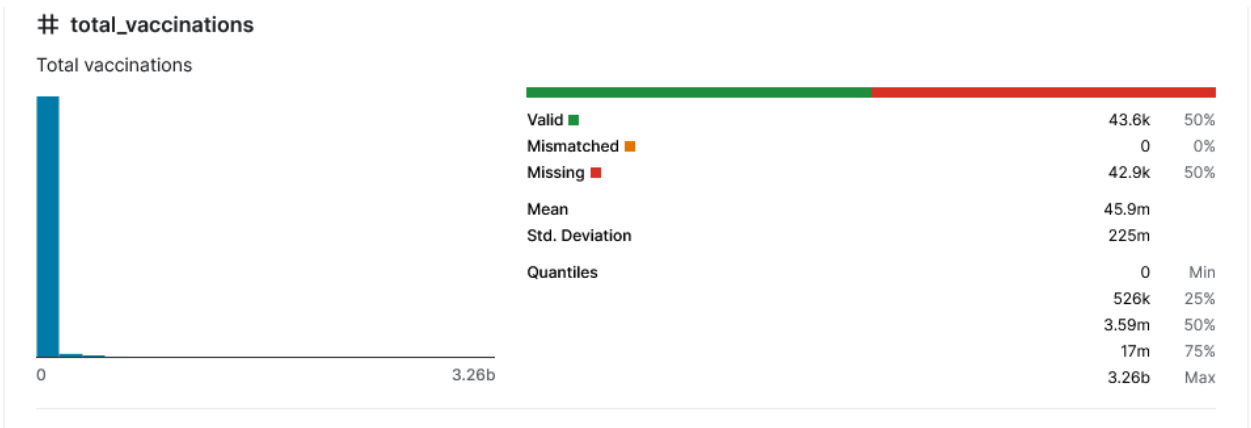 # total_vaccinations
Total vaccinations
Valid 43.6k 50%
Mismatched 0 0%
Missing 42.9k 50%
Mean 45.9m
Std. Deviation 225m
Quantiles 0 Min
526k 25%
3.59m 50%
17m 75%
3.26b Max
0 3.26b